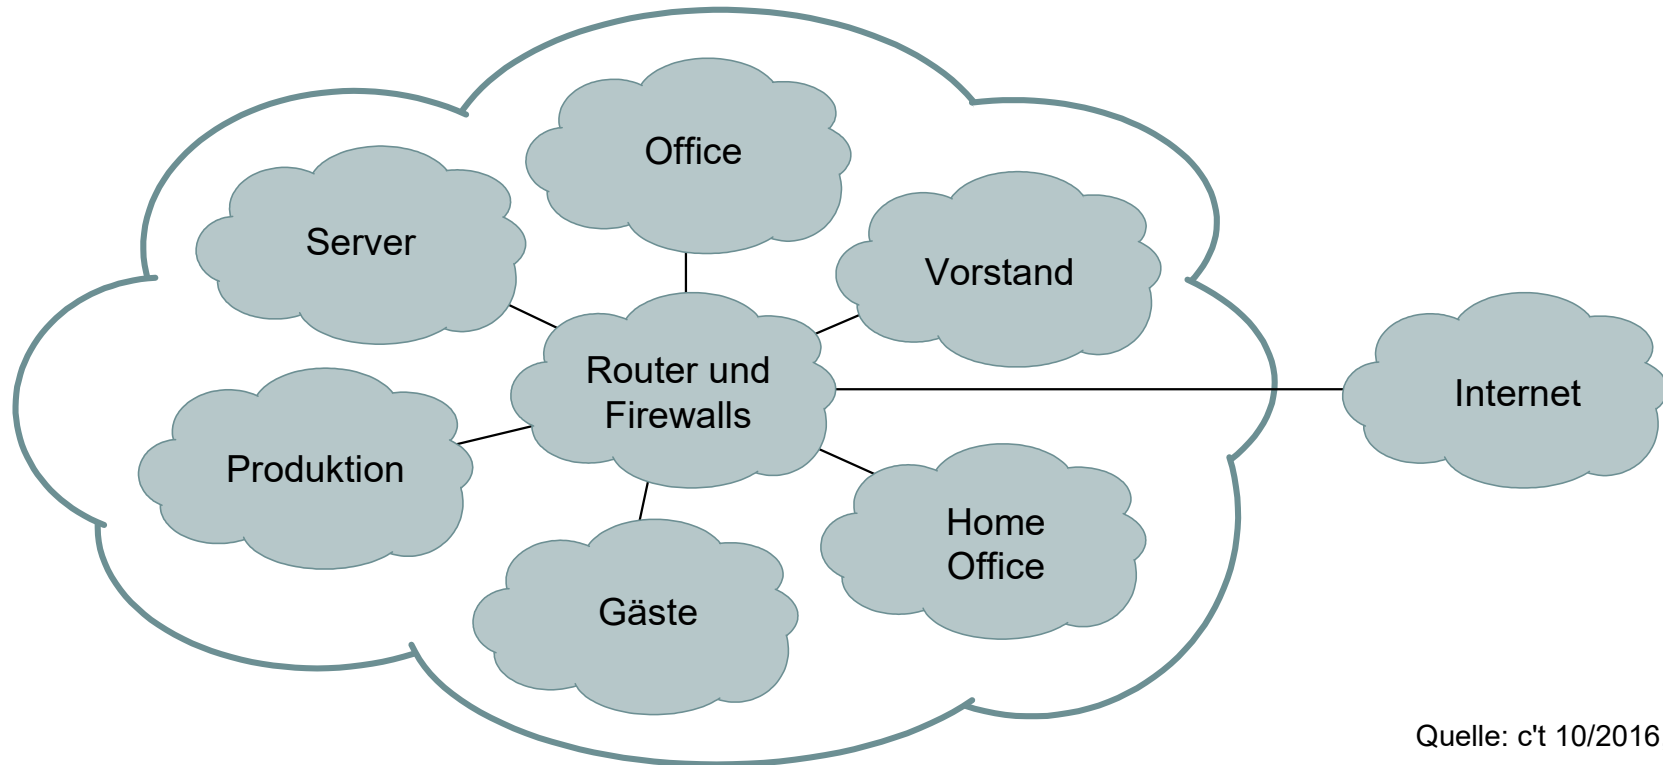 Office
Server
Vorstand
Router und
Firewalls
Internet
Produktion
Home
Office
Gäste
Quelle: c't 10/2016